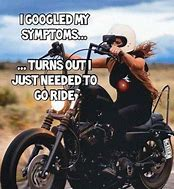 I GOOGLED MY
SYMPTOMS...
... TURNS OUT I
JUST NEEDED TO
GO RIDE